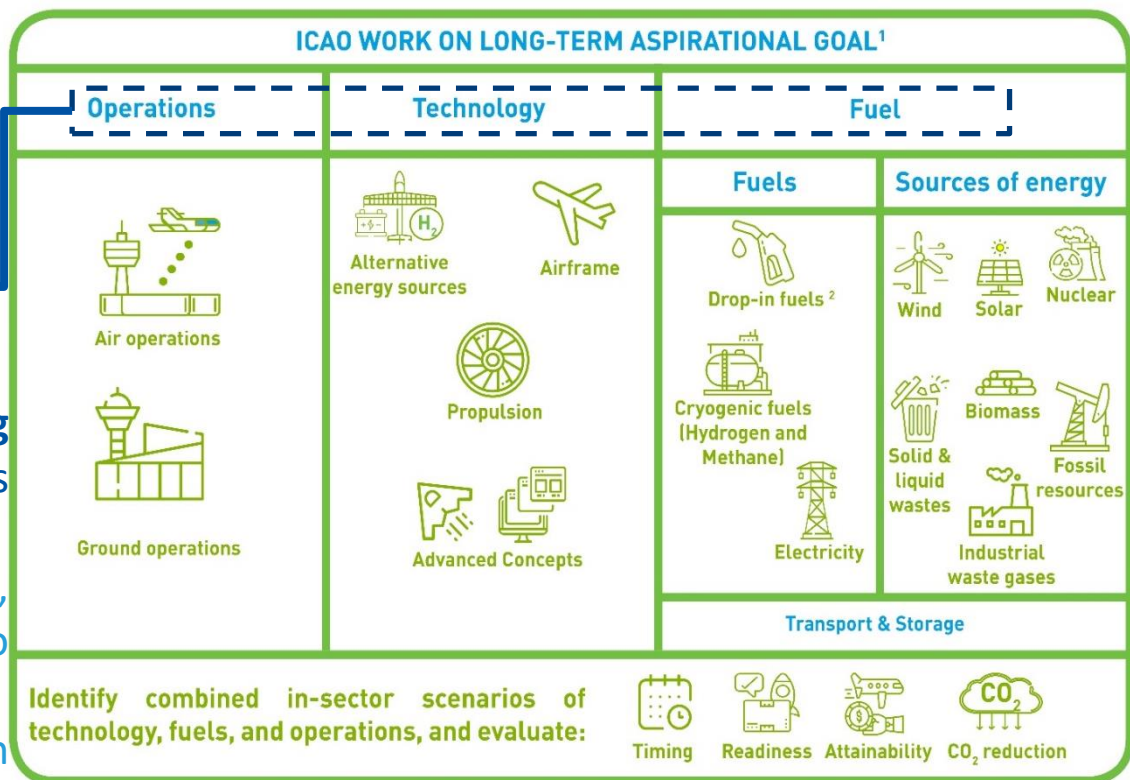 ICAO WORK ON LONG-TERM ASPIRATIONAL GOAL¹
Operations
Technology
Fuel
Air operations
Ground operations
H₂
Alternative
energy sources
Airframe
Propulsion
Advanced Concepts
Fuels
Drop-in fuels ²
Cryogenic fuels
(Hydrogen and
Methane)
Electricity
Sources of energy
Wind
Solar
Nuclear
Biomass
Solid &
liquid
wastes
Fossil
resources
Industrial
waste gases
Transport & Storage
Identify combined in-sector scenarios of
technology, fuels, and operations, and evaluate:
Timing
Readiness
Attainability
CO₂
CO₂ reduction